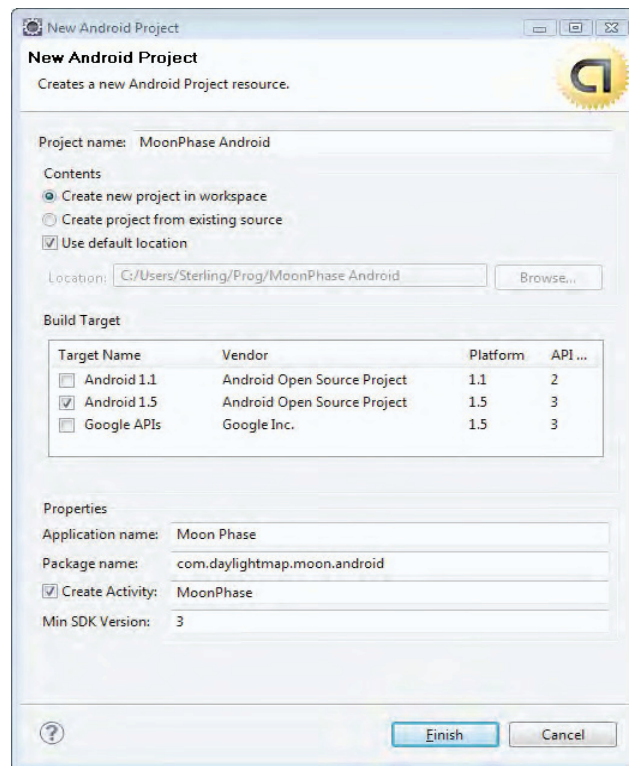 New Android Project
New Android Project
Creates a new Android Project resource.
Project name: MoonPhase Android
Contents
Create new project in workspace
Create project from existing source
Use default location
Location: C:/Users/Sterling/Prog/MoonPhase Android Browse...
Build Target
Target Name Vendor Platform API ...
Android 1.1 Android Open Source Project 1.1 2
Android 1.5 Android Open Source Project 1.5 3
Google APIs Google Inc. 1.5 3
Properties
Application name: Moon Phase
Package name: com.daylightmap.moon.android
Create Activity: MoonPhase
Min SDK Version: 3
? Finish Cancel